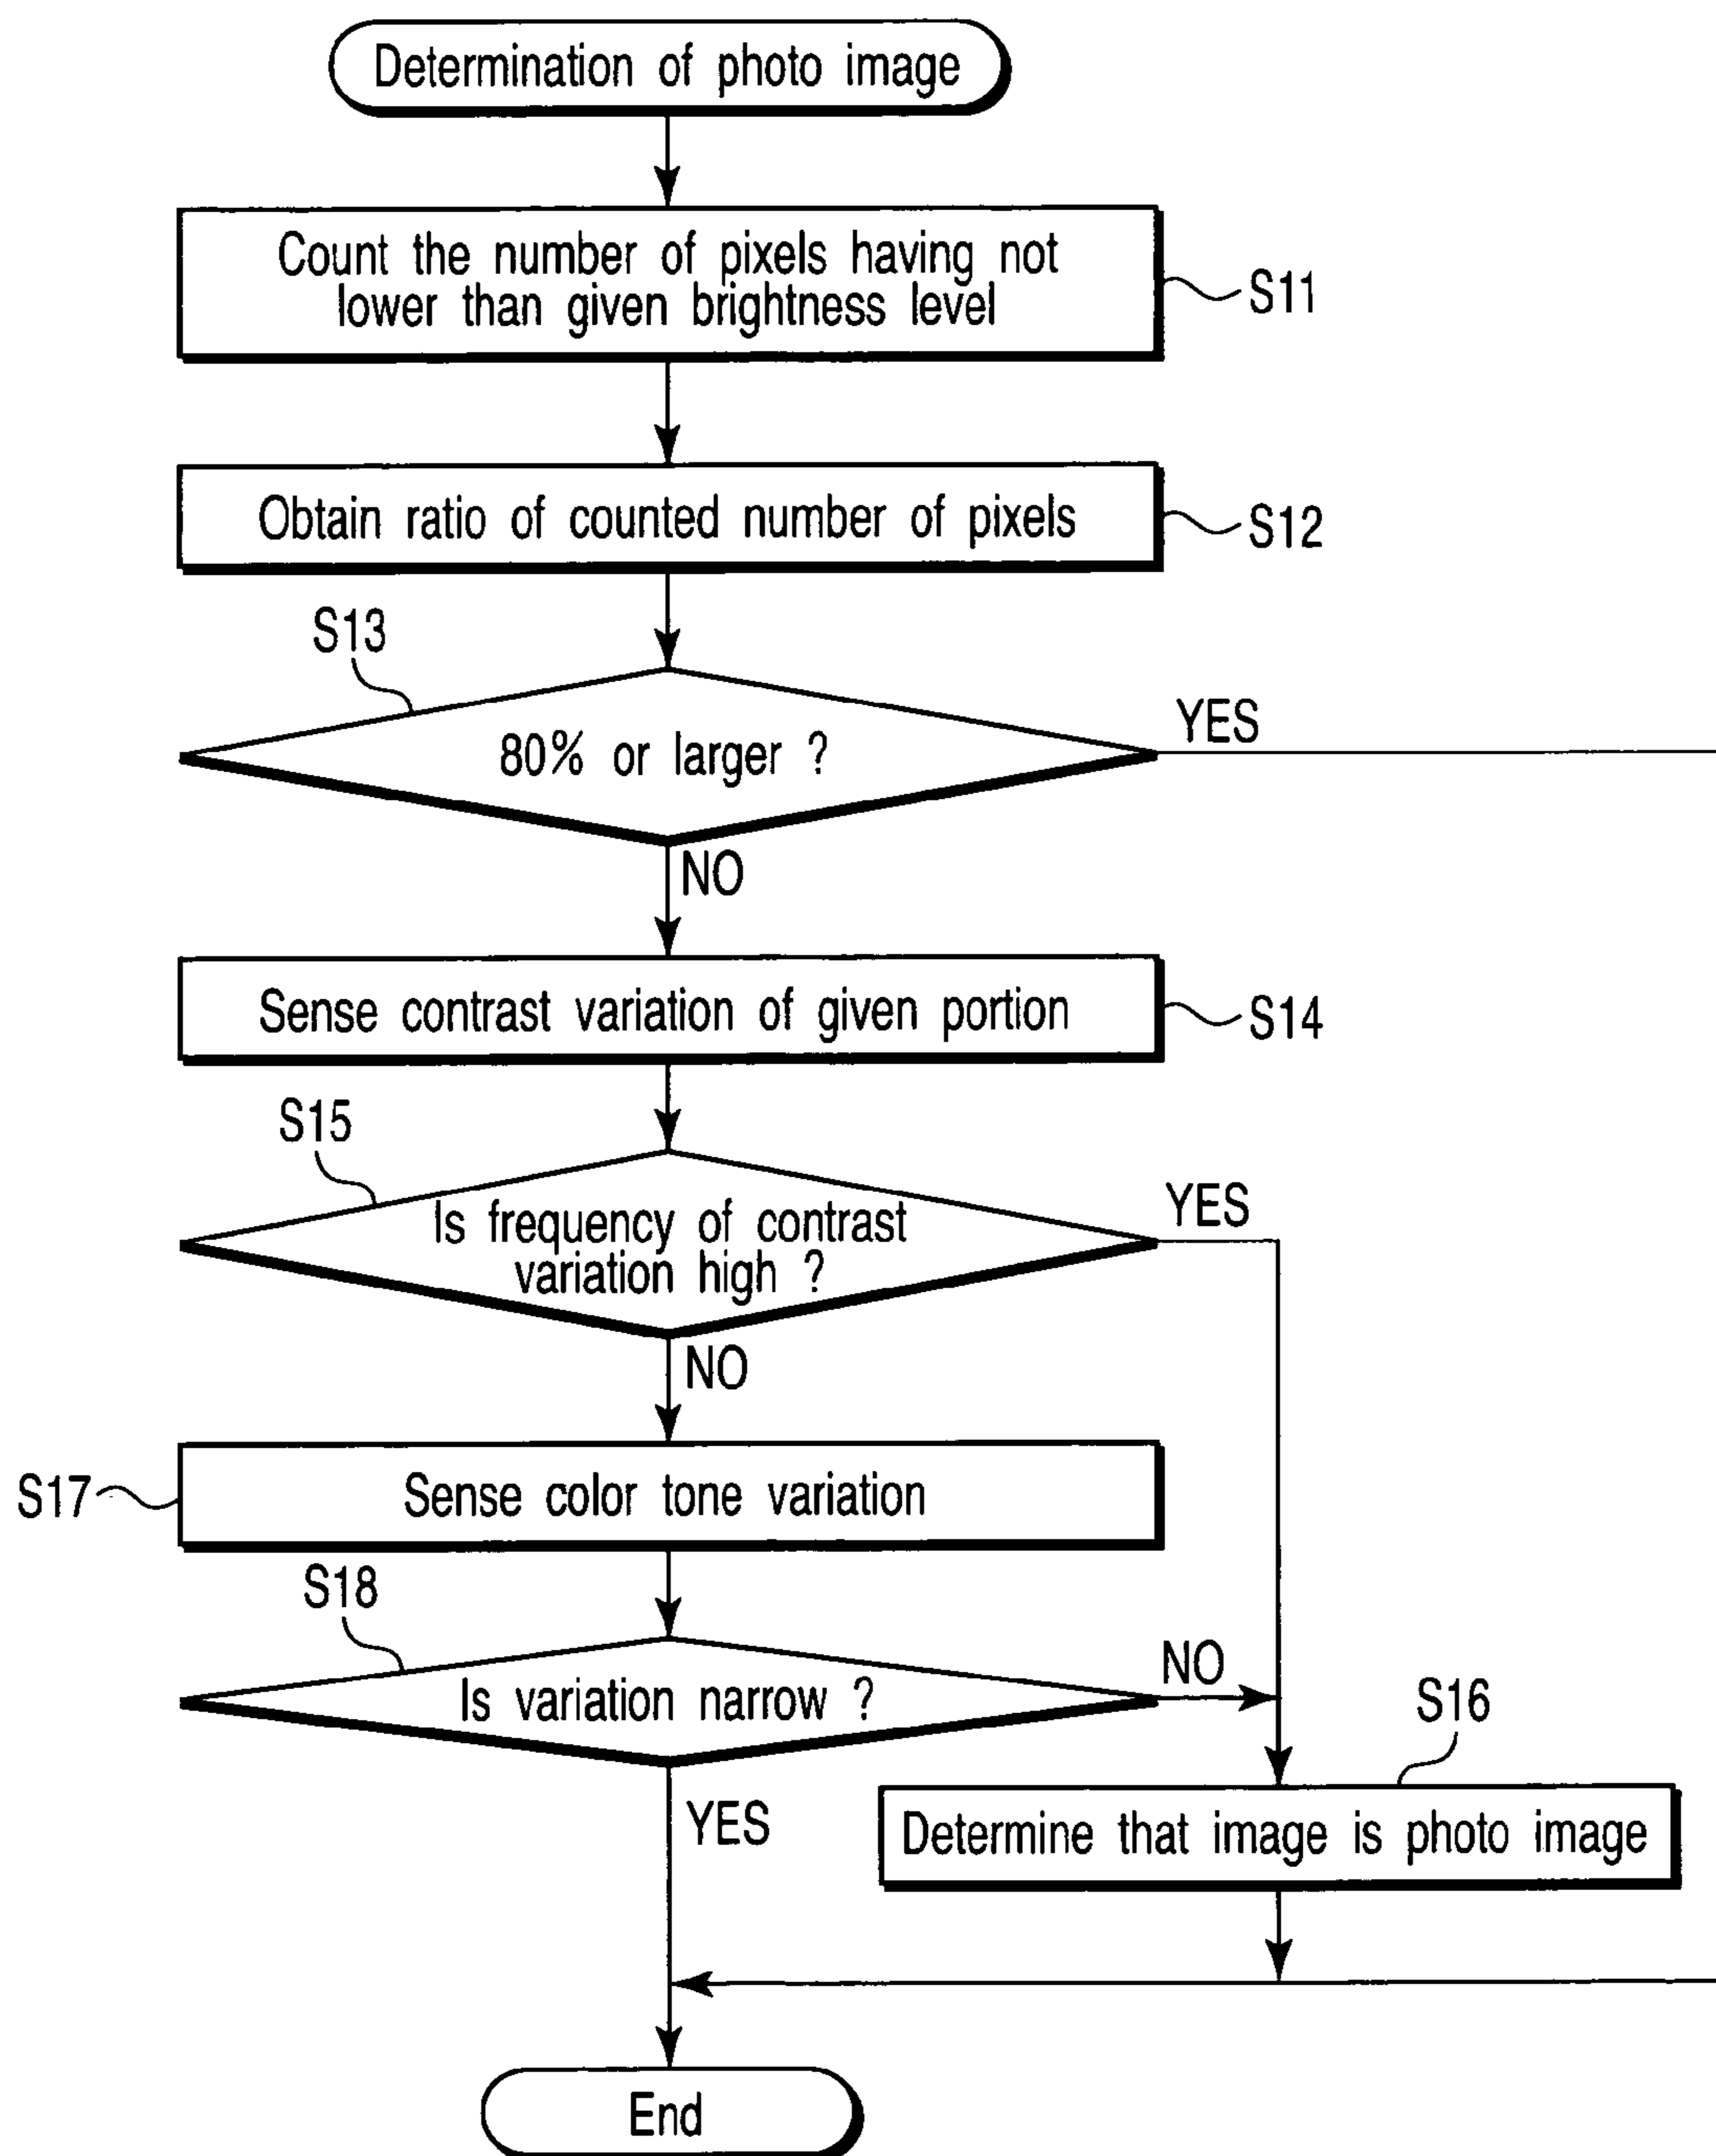 Determination of photo image
Count the number of pixels having not
lower than given brightness level
S11
Obtain ratio of counted number of pixels
S12
S13
80% or larger ?
YES
NO
Sense contrast variation of given portion
S14
S15
Is frequency of contrast
variation high ?
YES
NO
S17
Sense color tone variation
S18
Is variation narrow ?
NO
S16
YES
Determine that image is photo image
End